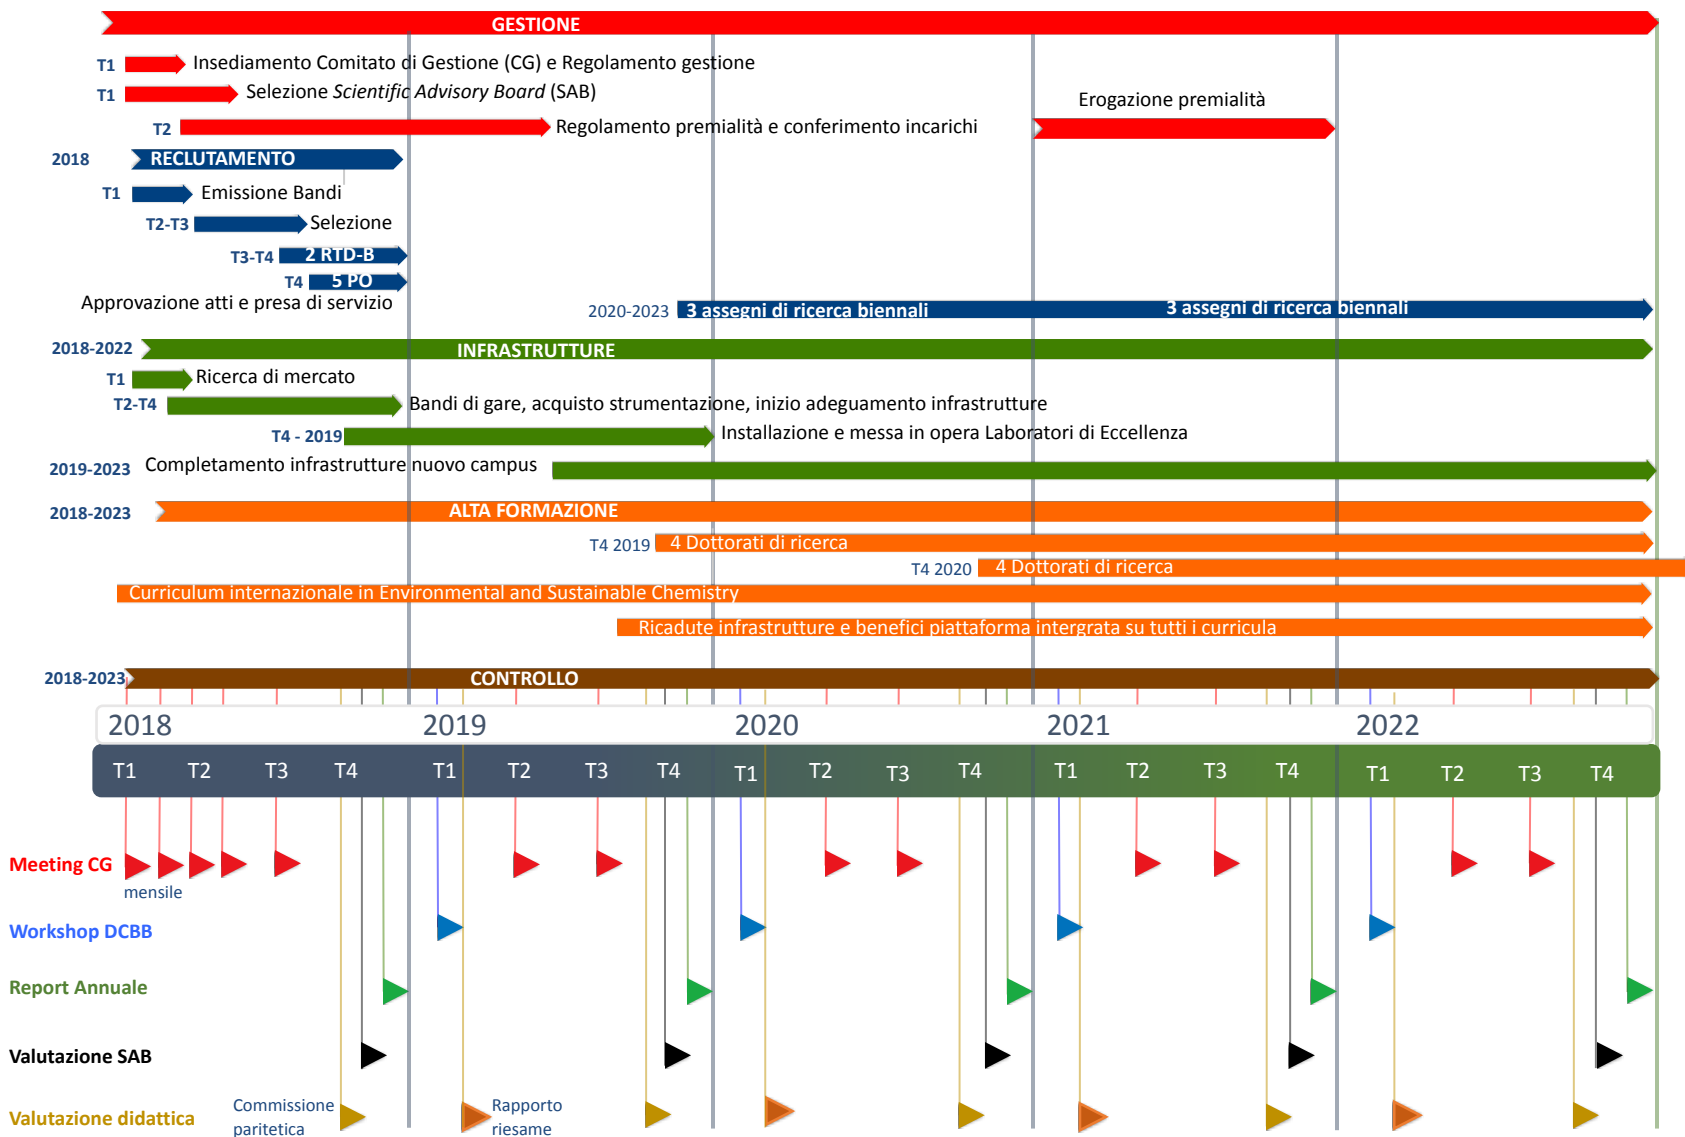 GESTIONE
T1 Insediamento Comitato di Gestione (CG) e Regolamento gestione
T1 Selezione Scientific Advisory Board (SAB)
Erogazione premialità
T2 Regolamento premialità e conferimento incarichi
2018 RECLUTAMENTO
T1 Emissione Bandi
T2-T3 Selezione
T3-T4 2 RTD-B
T4 5 PO
Approvazione atti e presa di servizio
2020-2023 3 assegni di ricerca biennali 3 assegni di ricerca biennali
2018-2022 INFRASTRUTTURE
T1 Ricerca di mercato
T2-T4 Bandi di gare, acquisto strumentazione, inizio adeguamento infrastrutture
T4 - 2019 Installazione e messa in opera Laboratori di Eccellenza
2019-2023 Completamento infrastrutture nuovo campus
2018-2023 ALTA FORMAZIONE
T4 2019 4 Dottorati di ricerca
T4 2020 4 Dottorati di ricerca
Curriculum internazionale in Environmental and Sustainable Chemistry
Ricadute infrastrutture e benefici piattaforma intergrata su tutti i curricula
2018-2023 CONTROLLO
2018 2019 2020 2021 2022
T1 T2 T3 T4 T1 T2 T3 T4 T1 T2 T3 T4 T1 T2 T3 T4 T1 T2 T3 T4
Meeting CG
mensile
Workshop DCBB
Report Annuale
Valutazione SAB
Valutazione didattica
Commissione
paritetica
Rapporto
riesame